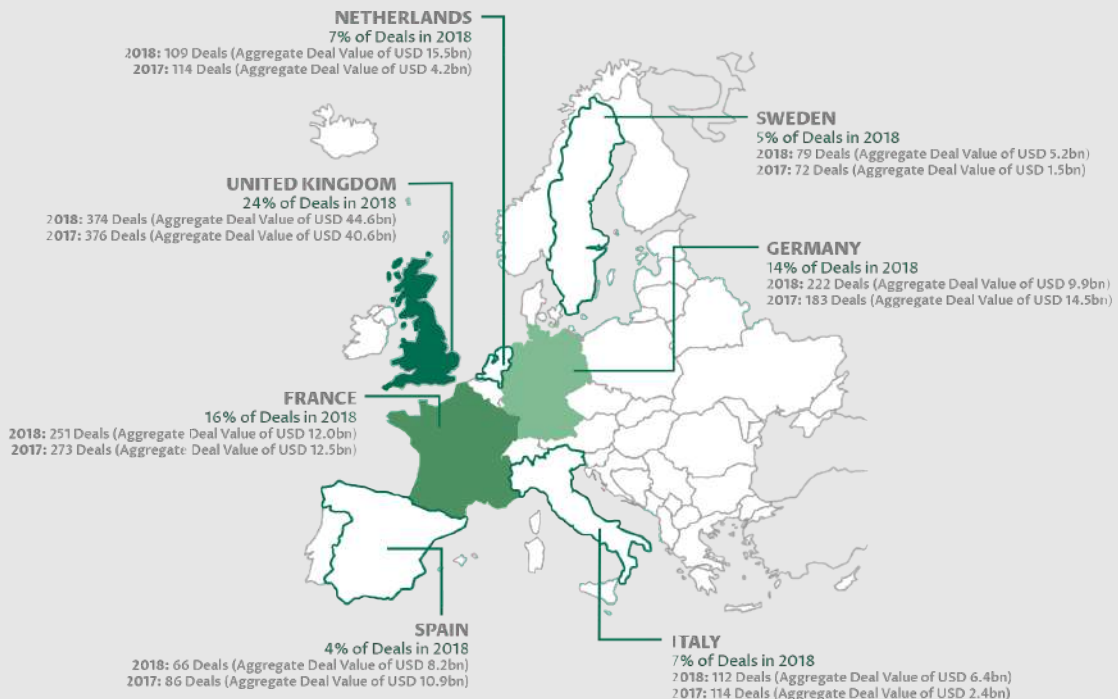 NETHERLANDS
7% of Deals in 2018
2018: 109 Deals (Aggregate Deal Value of USD 15.5bn)
2017: 114 Deals (Aggregate Deal Value of USD 4.2bn)
SWEDEN
5% of Deals in 2018
2018: 79 Deals (Aggregate Deal Value of USD 5.2bn)
2017: 72 Deals (Aggregate Deal Value of USD 1.5bn)
UNITED KINGDOM
24% of Deals in 2018
2018: 374 Deals (Aggregate Deal Value of USD 44.6bn)
2017: 376 Deals (Aggregate Deal Value of USD 40.6bn)
GERMANY
14% of Deals in 2018
2018: 222 Deals (Aggregate Deal Value of USD 9.9bn)
2017: 183 Deals (Aggregate Deal Value of USD 14.5bn)
FRANCE
16% of Deals in 2018
2018: 251 Deals (Aggregate Deal Value of USD 12.0bn)
2017: 273 Deals (Aggregate Deal Value of USD 12.5bn)
SPAIN
4% of Deals in 2018
2018: 66 Deals (Aggregate Deal Value of USD 8.2bn)
2017: 86 Deals (Aggregate Deal Value of USD 10.9bn)
ITALY
7% of Deals in 2018
2018: 112 Deals (Aggregate Deal Value of USD 6.4bn)
2017: 114 Deals (Aggregate Deal Value of USD 2.4bn)